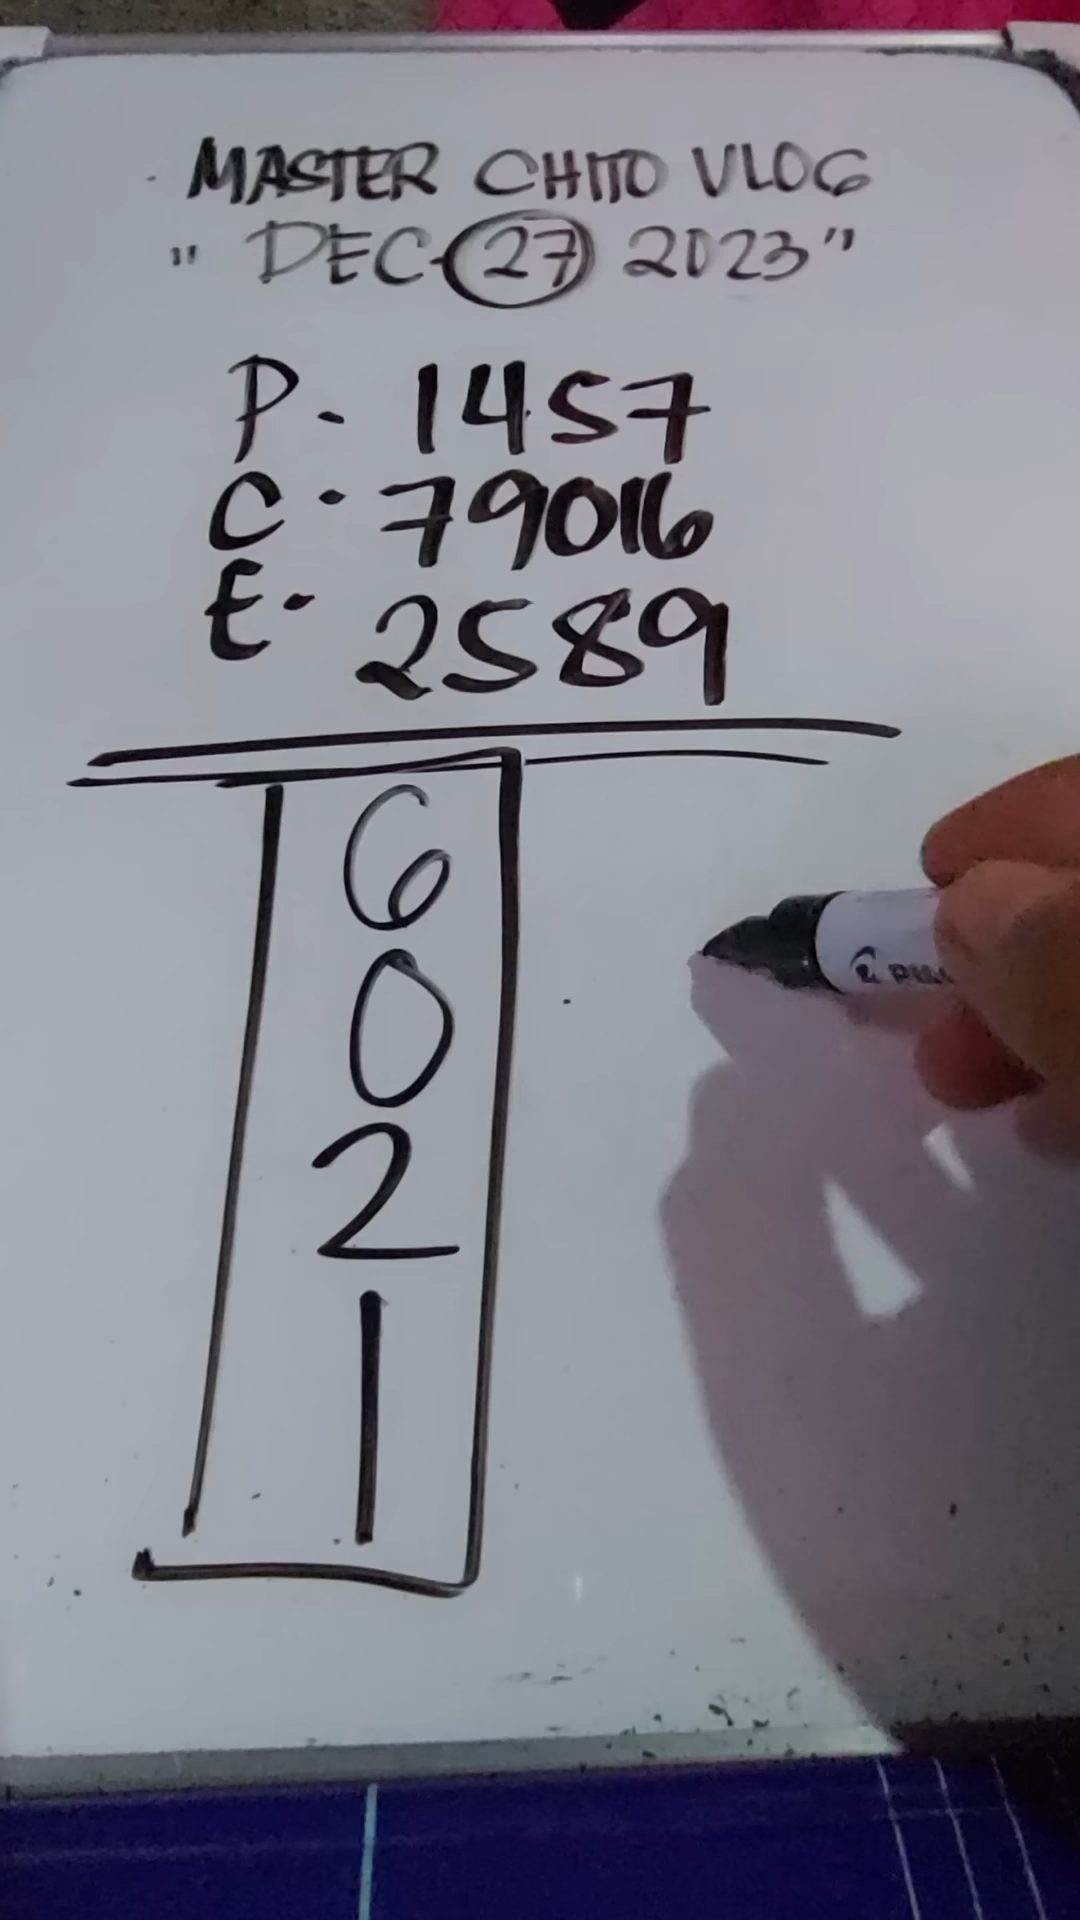 MASTER CHITO VLOG
" DEC-27 2023"
P - 1457
C - 79016
E - 2589
6
0
2
1